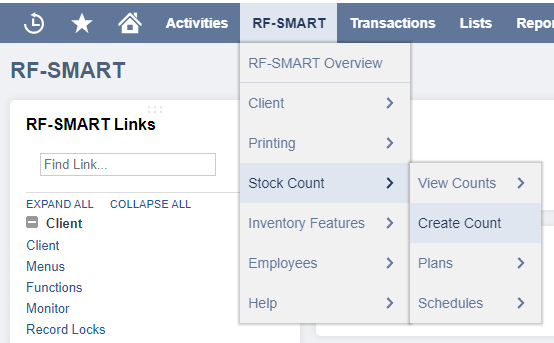 Activities RF-SMART Transactions Lists
RF-SMART
RF-SMART Links
Find Link...
EXPAND ALL COLLAPSE ALL
Client
Client
Menus
Functions
Monitor
Record Locks
RF-SMART Overview
Client
Printing
Stock Count
Inventory Features
Employees
Help
View Counts
Create Count
Plans
Schedules